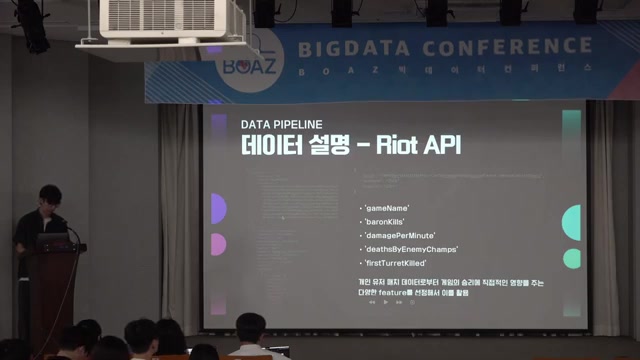 BOAZ
BIGDATA CONFERENCE
BOAZ 빅데이터 컨퍼런스
DATA PIPELINE
데이터 설명 - Riot API
• 'gameName'
• 'baronKills'
• 'damagePerMinute'
• 'deathsByEnemyChamps'
• 'firstTurretKilled'
개인 유저 매치 데이터로부터 게임의 승리에 직접적인 영향을 주는
다양한 feature를 선정해서 이를 활용